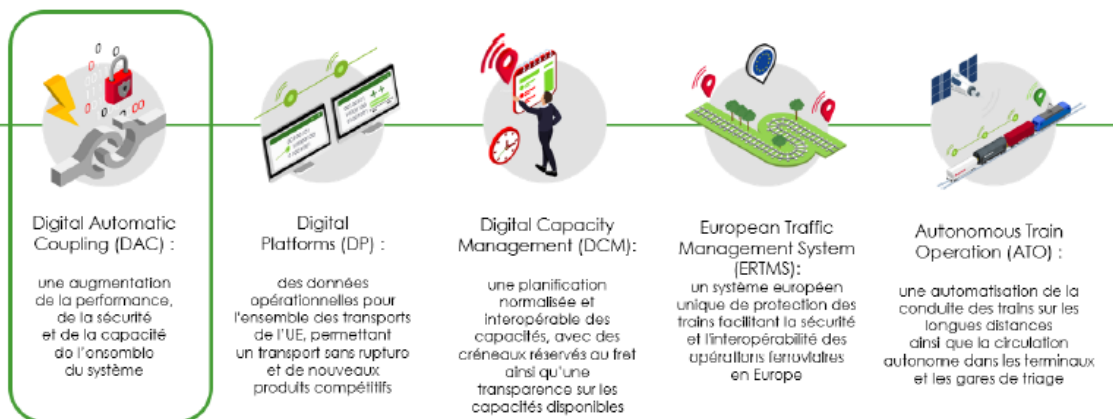 Digital Automatic
Coupling (DAC) :
une augmentation
de la performance,
de la sécurité
et de la capacité
de l'ensemble
du système
Digital
Platforms (DP) :
des données
opérationnelles pour
l'ensemble des transports
de l'UE, permettant
un transport sans rupture
et de nouveaux
produits compétitifs
Digital Capacity
Management (DCM):
une planification
normalisée et
interopérable des
capacités, avec des
créneaux réservés au fret
ainsi qu'une
transparence sur les
capacités disponibles
European Traffic
Management System
(ERTMS):
un système européen
unique de protection des
trains facilitant la sécurité
et l'interopérabilité des
opérations ferroviaires
en Europe
Autonomous Train
Operation (ATO) :
une automatisation de la
conduite des trains sur les
longues distances
ainsi que la circulation
autonome dans les terminaux
et les gares de triage